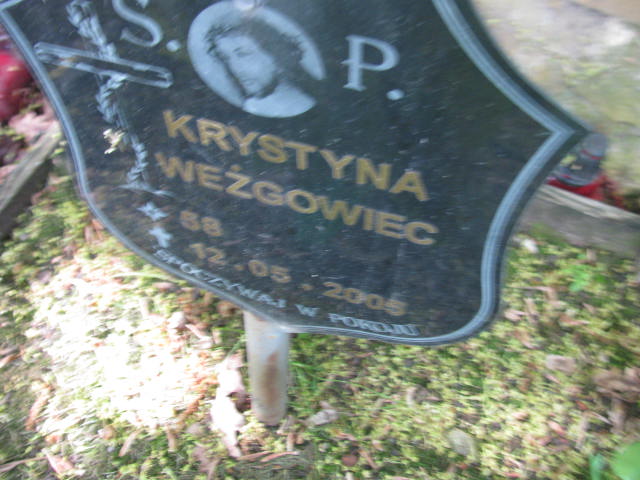 Ś. P.
KRYSTYNA
WEŻGOWIEC
58
12.05.2005
SPOCZYWAJ W POKOJU